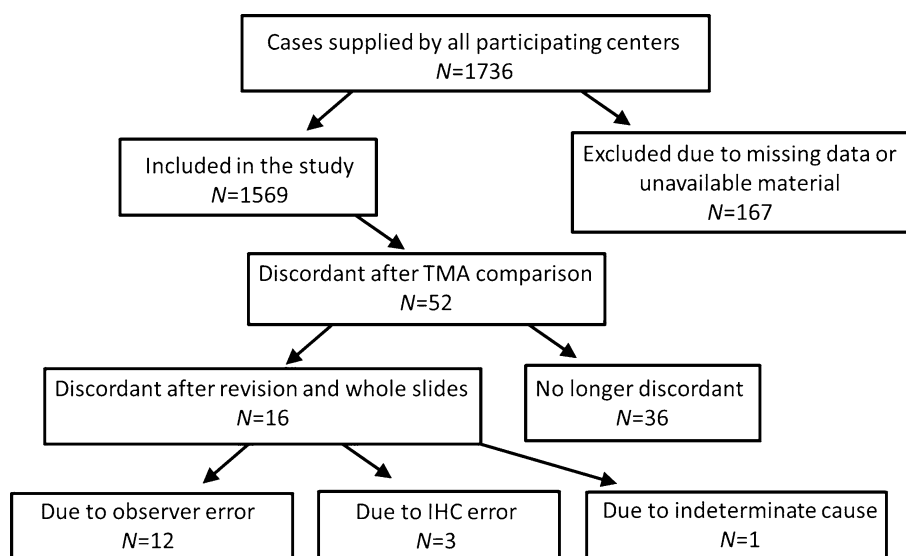 Cases supplied by all participating centers
N=1736
Included in the study
N=1569
Excluded due to missing data or
unavailable material
N=167
Discordant after TMA comparison
N=52
Discordant after revision and whole slides
N=16
No longer discordant
N=36
Due to observer error
N=12
Due to IHC error
N=3
Due to indeterminate cause
N=1